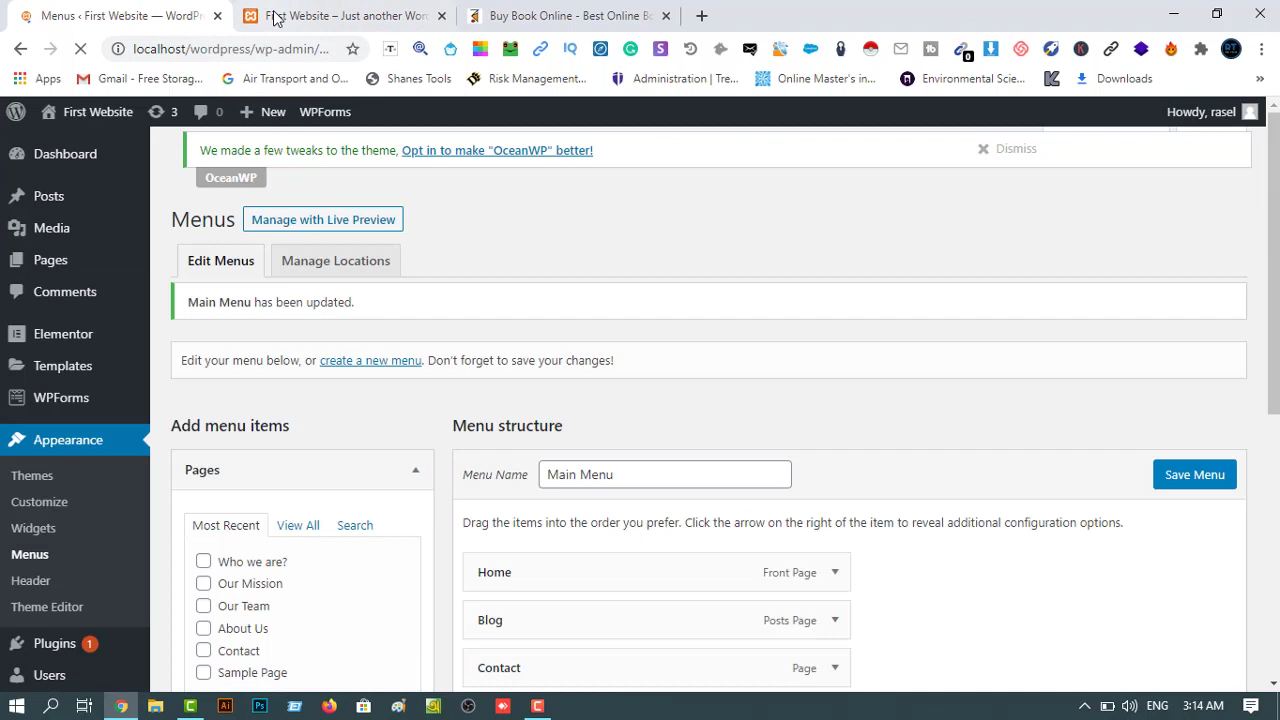 Menus ‹ First Website — WordPr
First Website – Just another Wor
Buy Book Online - Best Online B
localhost/wordpress/wp-admin/...
Apps
Gmail - Free Storag...
Air Transport and O...
Shanes Tools
Risk Management...
Administration | Tre...
Online Master's in...
Environmental Scie...
Downloads
First Website
3
0
New
WPForms
Howdy, rasel
Dashboard
Posts
Media
Pages
Comments
Elementor
Templates
WPForms
Appearance
Themes
Customize
Widgets
Menus
Header
Theme Editor
Plugins 1
Users
We made a few tweaks to the theme, Opt in to make "OceanWP" better!
Dismiss
OceanWP
Menus
Manage with Live Preview
Edit Menus
Manage Locations
Main Menu has been updated.
Edit your menu below, or create a new menu. Don't forget to save your changes!
Add menu items
Pages
Most Recent
View All
Search
Who we are?
Our Mission
Our Team
About Us
Contact
Sample Page
Menu structure
Menu Name
Main Menu
Save Menu
Drag the items into the order you prefer. Click the arrow on the right of the item to reveal additional configuration options.
Home
Front Page
Blog
Posts Page
Contact
Page
ENG
3:14 AM